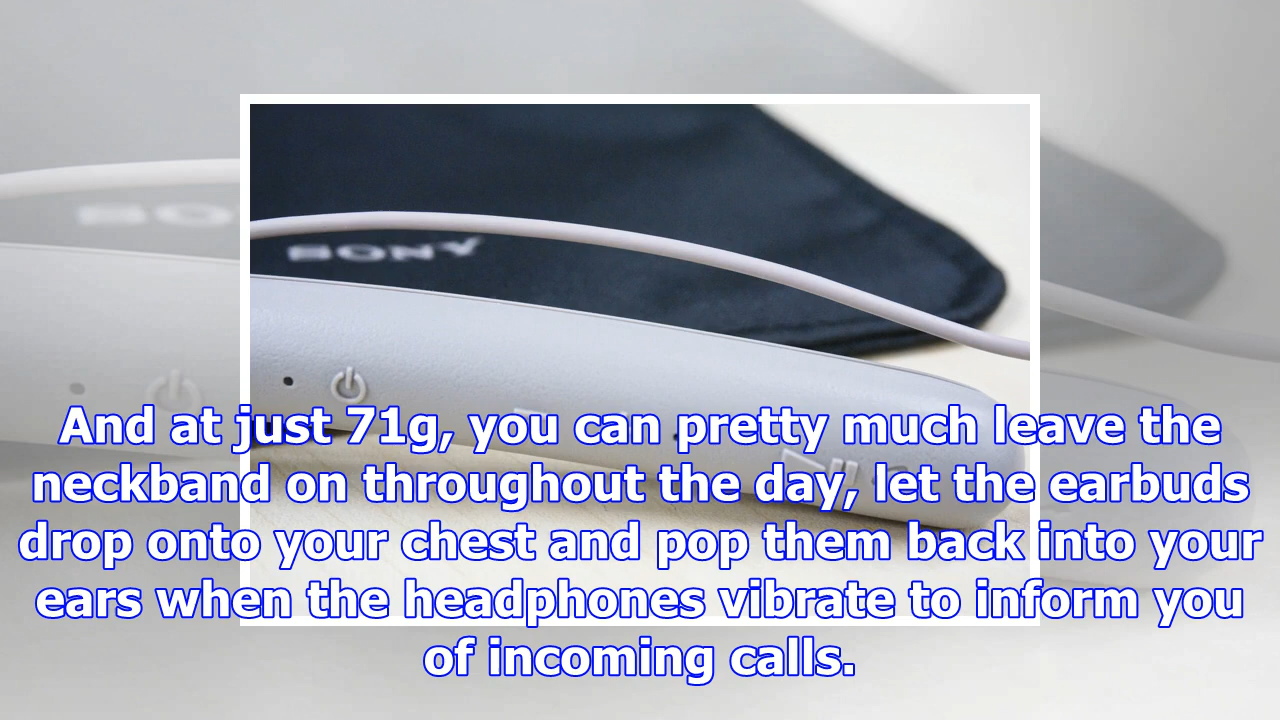 SONY
And at just 71g, you can pretty much leave the
neckband on throughout the day, let the earbuds
drop onto your chest and pop them back into your
ears when the headphones vibrate to inform you
of incoming calls.